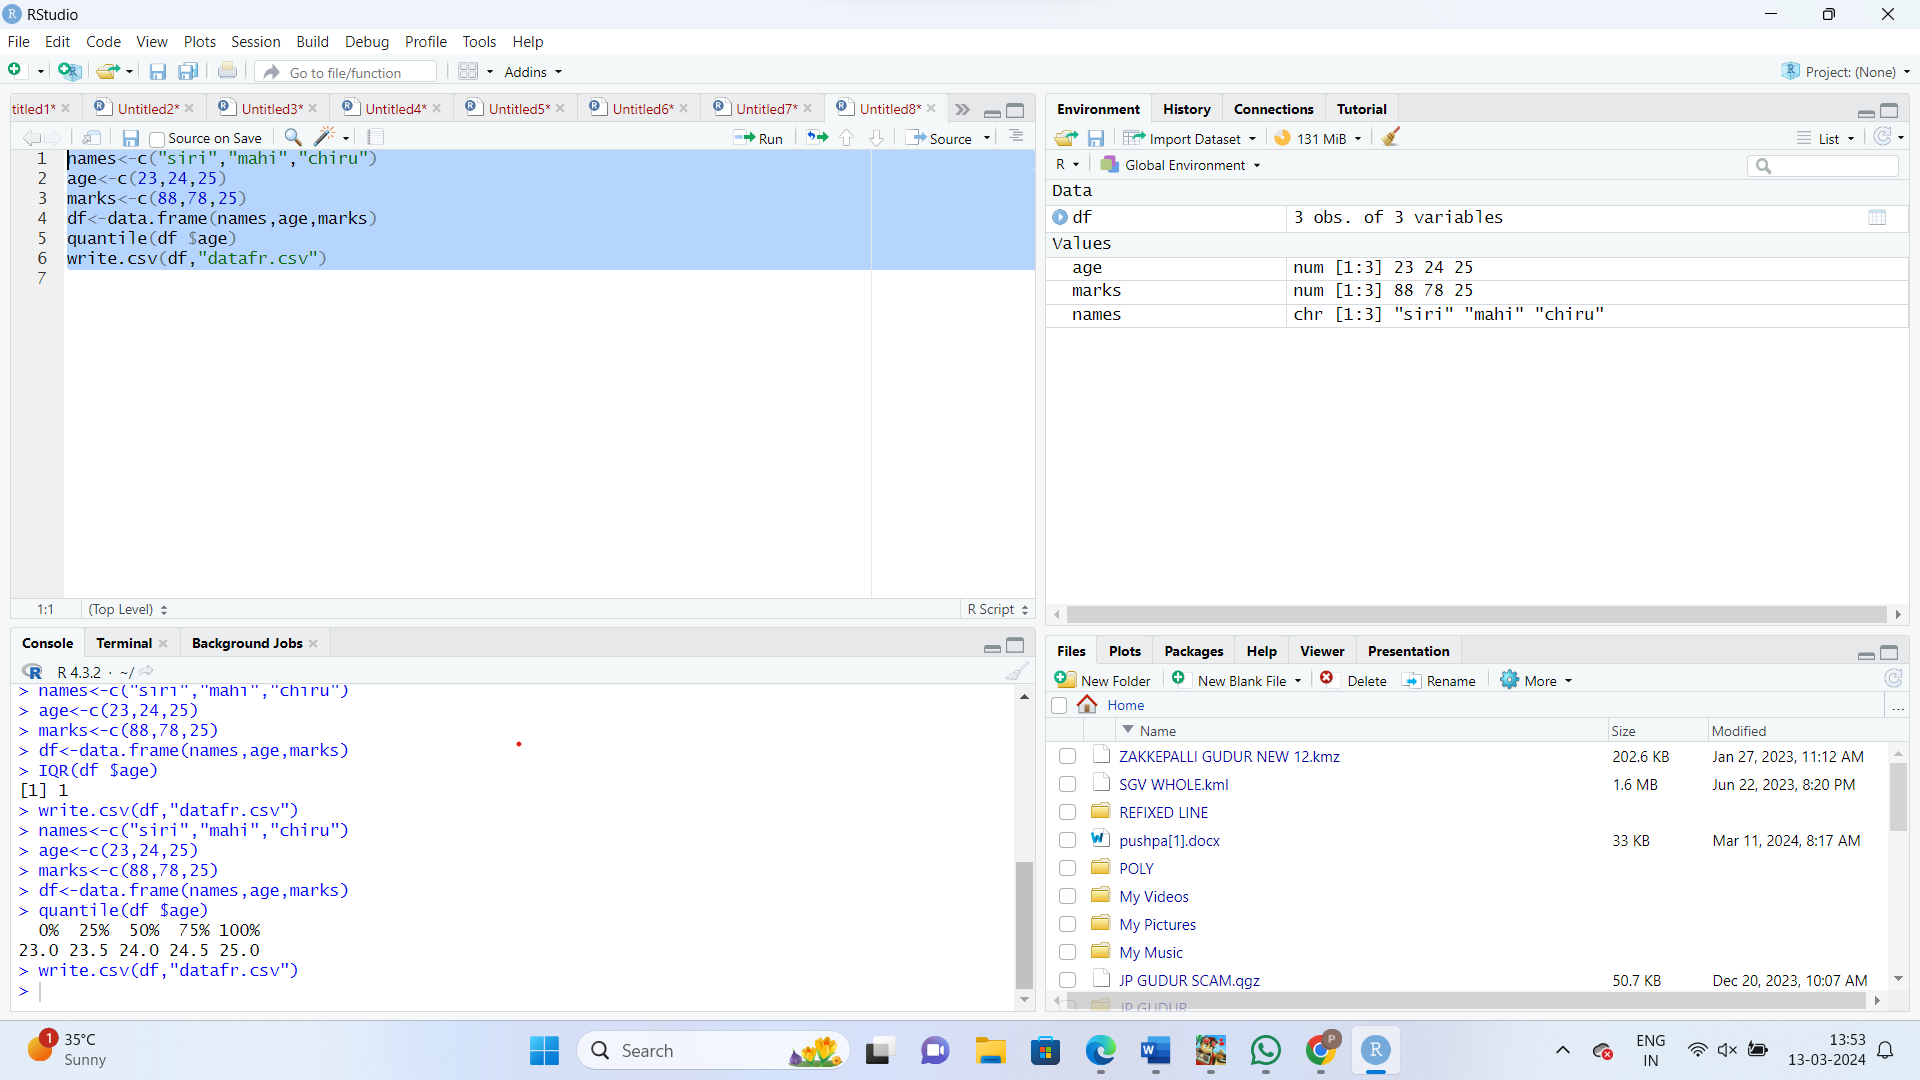 RStudio
File Edit Code View Plots Session Build Debug Profile Tools Help
Go to file/function Addins Project: (None)
titled1* Untitled2* Untitled3* Untitled4* Untitled5* Untitled6* Untitled7* Untitled8*
Source on Save Run Source
1 names<-c("siri","mahi","chiru")
2 age<-c(23,24,25)
3 marks<-c(88,78,25)
4 df<-data.frame(names,age,marks)
5 quantile(df $age)
6 write.csv(df,"datafr.csv")
7
1:1 (Top Level) R Script
Console Terminal Background Jobs
R 4.3.2 · ~/
> names<-c("siri","mahi","chiru")
> age<-c(23,24,25)
> marks<-c(88,78,25)
> df<-data.frame(names,age,marks)
> IQR(df $age)
[1] 1
> write.csv(df,"datafr.csv")
> names<-c("siri","mahi","chiru")
> age<-c(23,24,25)
> marks<-c(88,78,25)
> df<-data.frame(names,age,marks)
> quantile(df $age)
0% 25% 50% 75% 100%
23.0 23.5 24.0 24.5 25.0
> write.csv(df,"datafr.csv")
>
Environment History Connections Tutorial
Import Dataset 131 MiB List
R Global Environment
Data
df 3 obs. of 3 variables
Values
age num [1:3] 23 24 25
marks num [1:3] 88 78 25
names chr [1:3] "siri" "mahi" "chiru"
Files Plots Packages Help Viewer Presentation
New Folder New Blank File Delete Rename More
Home ...
Name Size Modified
ZAKKEPALLI GUDUR NEW 12.kmz 202.6 KB Jan 27, 2023, 11:12 AM
SGV WHOLE.kml 1.6 MB Jun 22, 2023, 8:20 PM
REFIXED LINE
pushpa[1].docx 33 KB Mar 11, 2024, 8:17 AM
POLY
My Videos
My Pictures
My Music
JP GUDUR SCAM.qgz 50.7 KB Dec 20, 2023, 10:07 AM
JP GUDUR
1 35°C
Sunny
Search
P
ENG
IN
13:53
13-03-2024